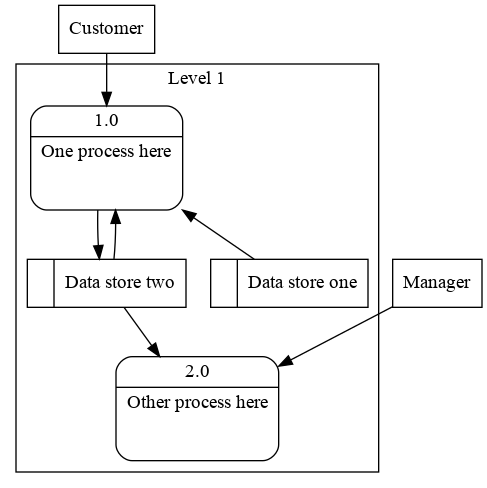 Customer
Level 1
1.0
One process here
Data store two
Data store one
Manager
2.0
Other process here